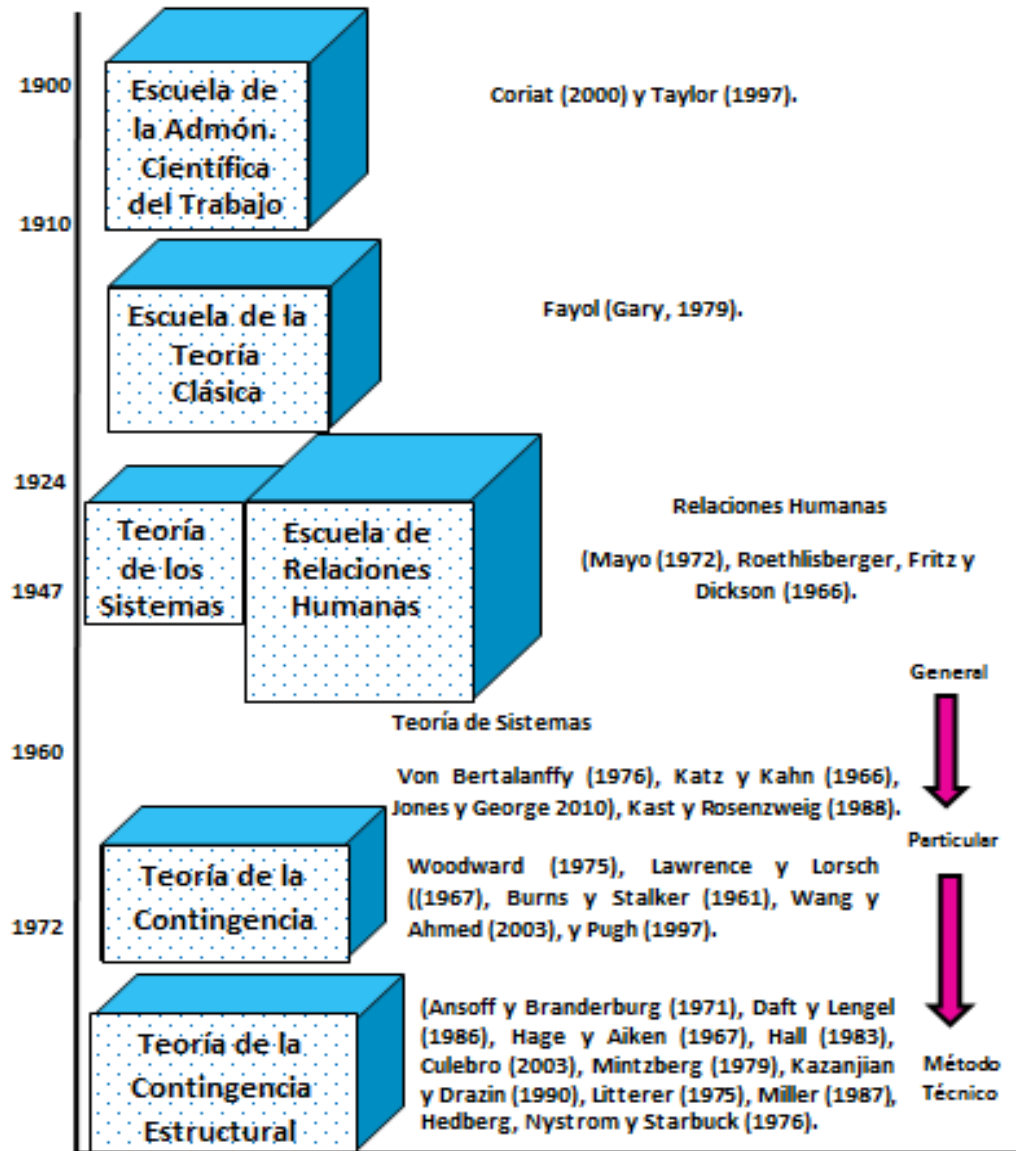 1900
Escuela de
la Admón.
Científica
del Trabajo
Coriat (2000) y Taylor (1997).
1910
Escuela de la
Teoría
Clásica
Fayol (Gary, 1979).
1924
Teoría
de los
Sistemas
Escuela de
Relaciones
Humanas
Relaciones Humanas
(Mayo (1972), Roethlisberger, Fritz y
Dickson (1966).
1947
General
Teoría de Sistemas
1960
Von Bertalanffy (1976), Katz y Kahn (1966),
Jones y George 2010), Kast y Rosenzweig (1988).
Particular
Teoría de la
Contingencia
Woodward (1975), Lawrence y Lorsch
((1967), Burns y Stalker (1961), Wang y
Ahmed (2003), y Pugh (1997).
1972
Teoría de la
Contingencia
Estructural
(Ansoff y Branderburg (1971), Daft y Lengel
(1986), Hage y Aiken (1967), Hall (1983),
Culebro (2003), Mintzberg (1979), Kazanjian
y Drazin (1990), Litterer (1975), Miller (1987),
Hedberg, Nystrom y Starbuck (1976).
Método
Técnico